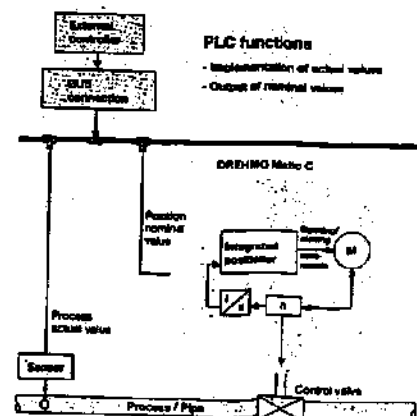 External
controller
PLC functions
- Implementation of actual values
- Output of nominal values
BUS
connection
DREHMO Matic C
Position
nominal
value
Integrated
positioner
M
Process
actual value
Sensor
Control valve
Process / Pipe